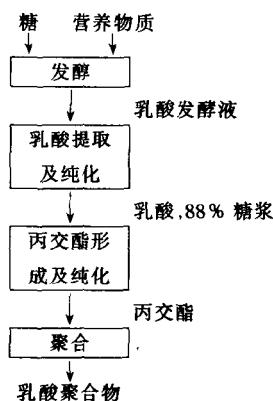 糖 营养物质
发醇
乳酸发酵液
乳酸提取
及纯化
乳酸,88% 糖浆
丙交酯形
成及纯化
丙交酯
聚合
乳酸聚合物